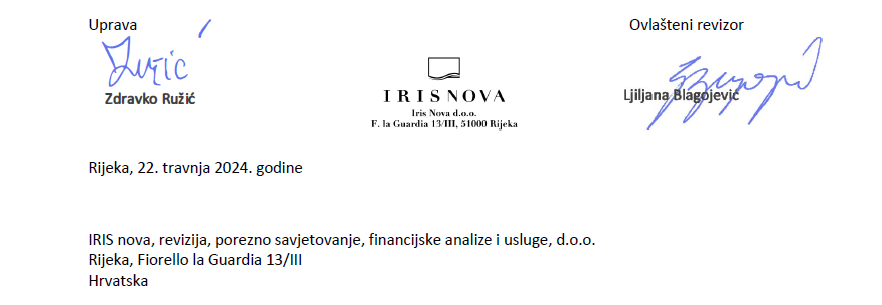 Uprava
Ovlašteni revizor
Zdravko Ružić
IRISNOVA
Iris Nova d.o.o.
F. la Guardia 13/III, 51000 Rijeka
Ljiljana Blagojević
Rijeka, 22. travnja 2024. godine
IRIS nova, revizija, porezno savjetovanje, financijske analize i usluge, d.o.o.
Rijeka, Fiorello la Guardia 13/III
Hrvatska